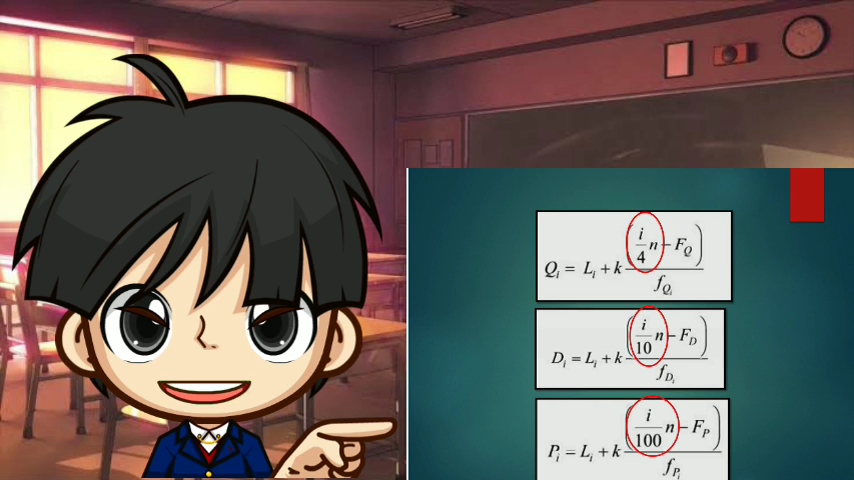 Q_i = L_i + k ((i/4)n − F_Q) / f_{Q_i}
D_i = L_i + k ((i/10)n − F_D) / f_{D_i}
P_i = L_i + k ((i/100)n − F_P) / f_{P_i}